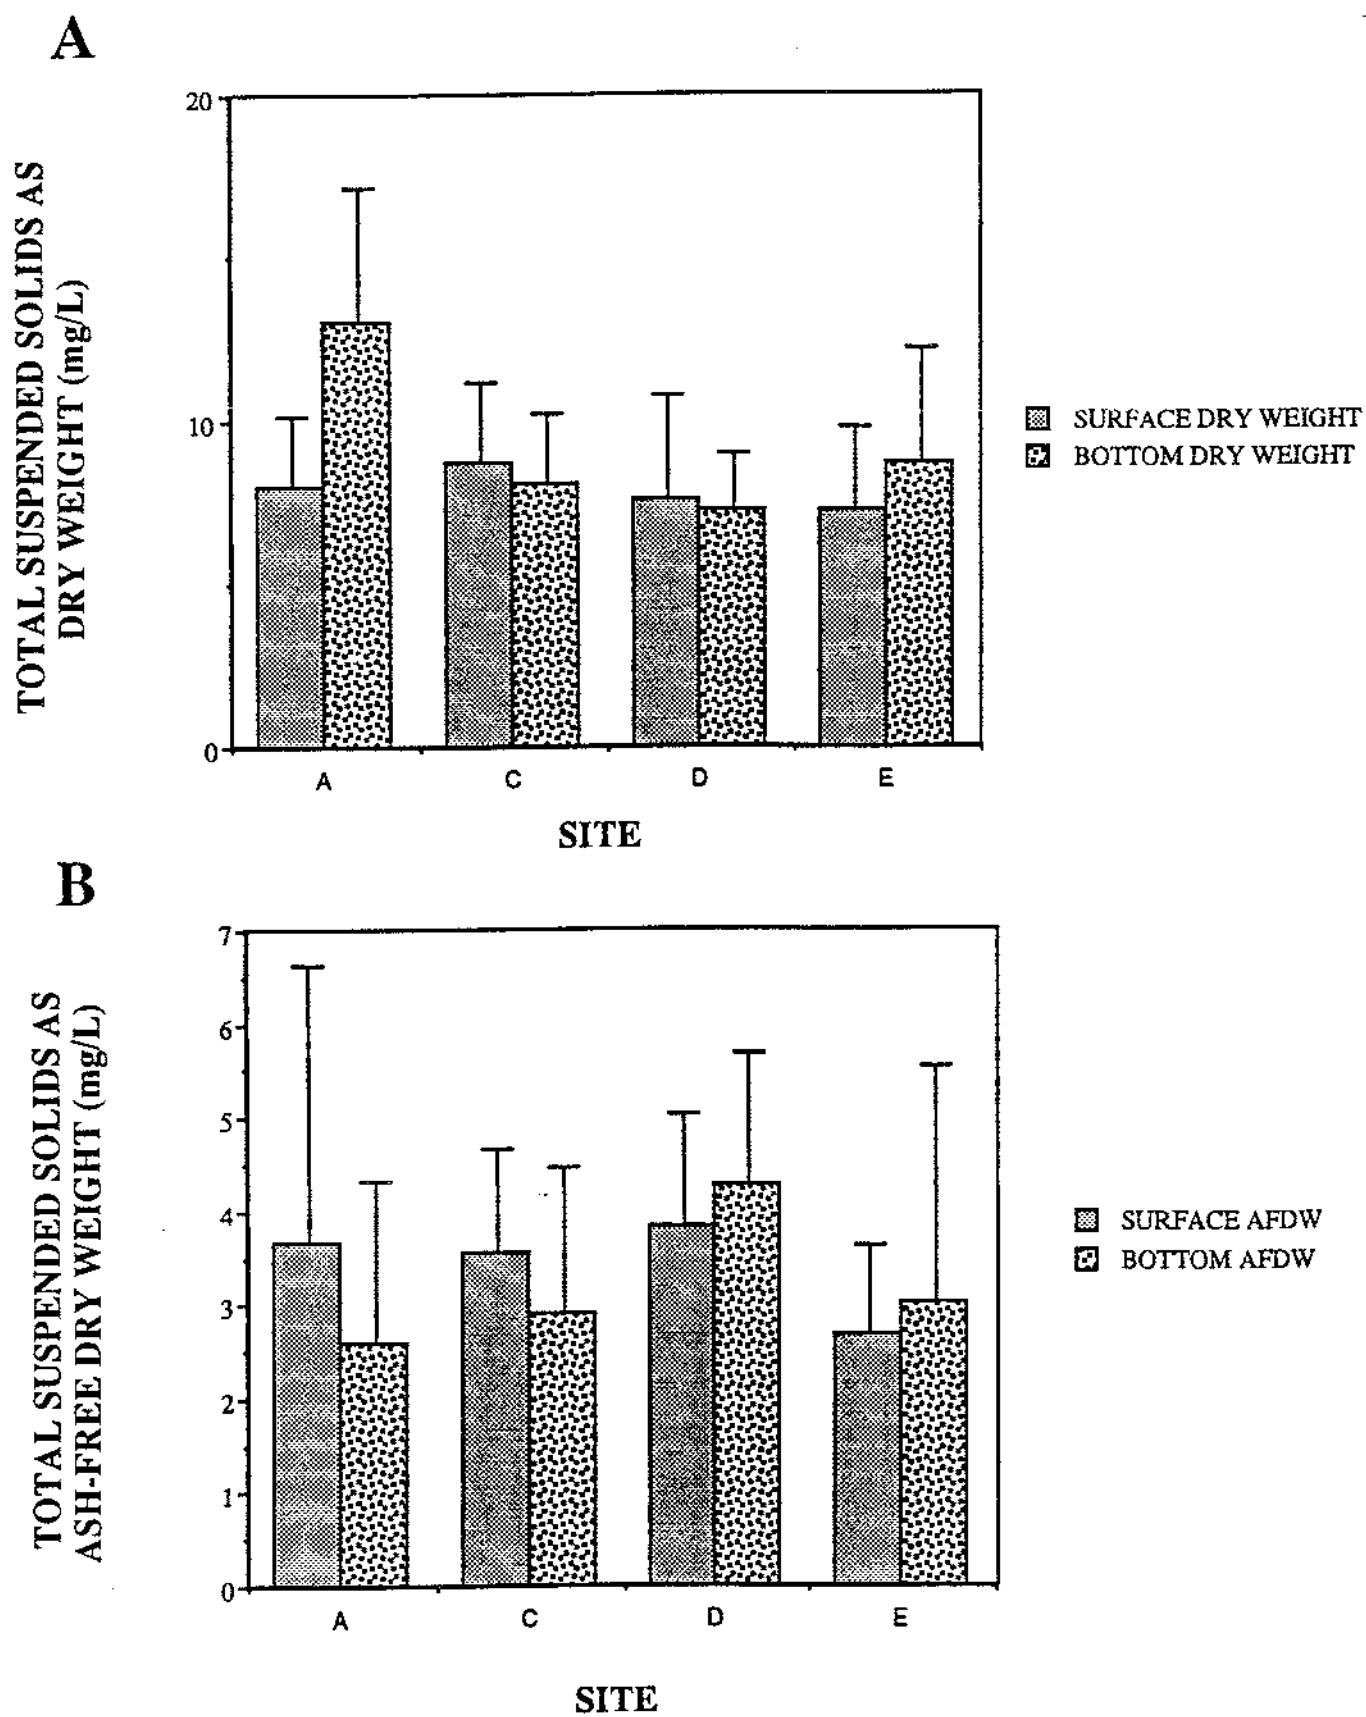 A
TOTAL SUSPENDED SOLIDS AS
DRY WEIGHT (mg/L)
20
10
0
A
C
D
E
SITE
SURFACE DRY WEIGHT
BOTTOM DRY WEIGHT
B
TOTAL SUSPENDED SOLIDS AS
ASH-FREE DRY WEIGHT (mg/L)
7
6
5
4
3
2
1
0
A
C
D
E
SITE
SURFACE AFDW
BOTTOM AFDW